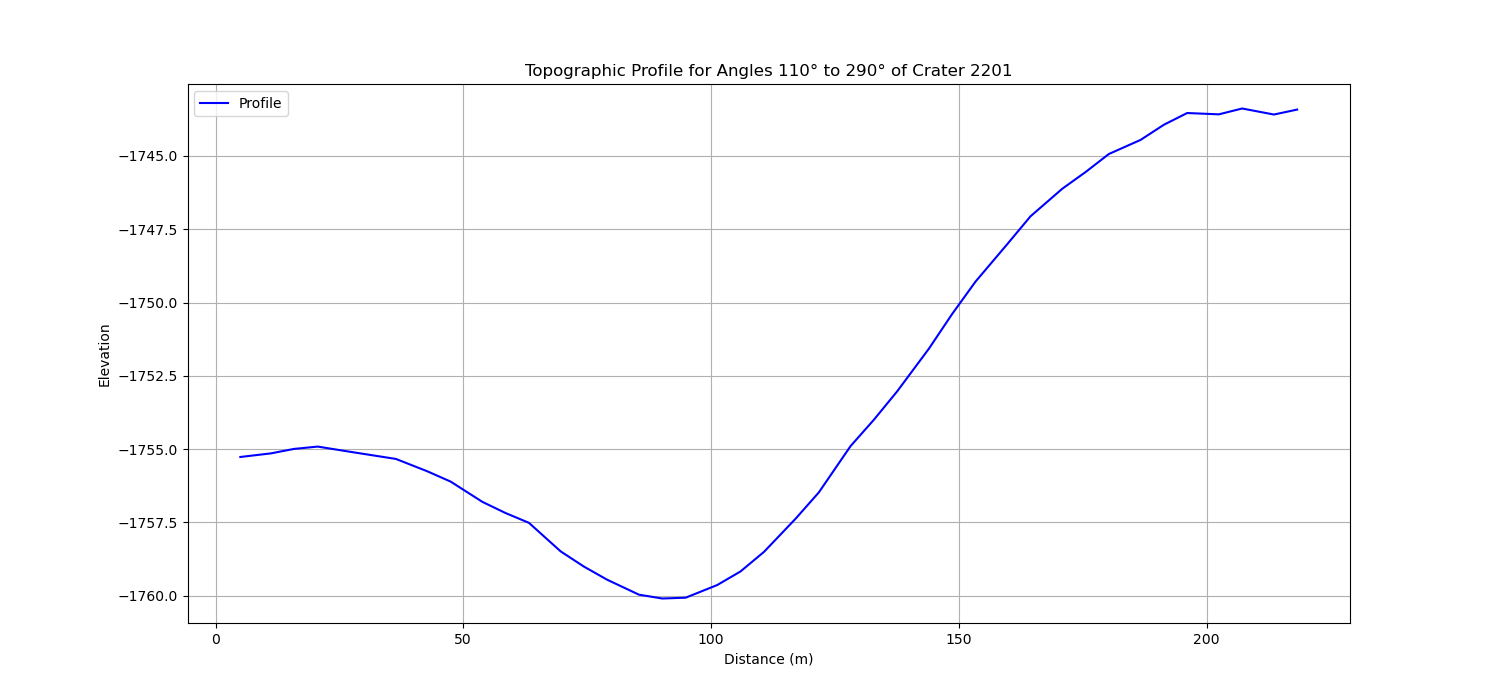 Topographic Profile for Angles 110° to 290° of Crater 2201
Profile
−1745.0
−1747.5
−1750.0
−1752.5
−1755.0
−1757.5
−1760.0
Elevation
0 50 100 150 200
Distance (m)